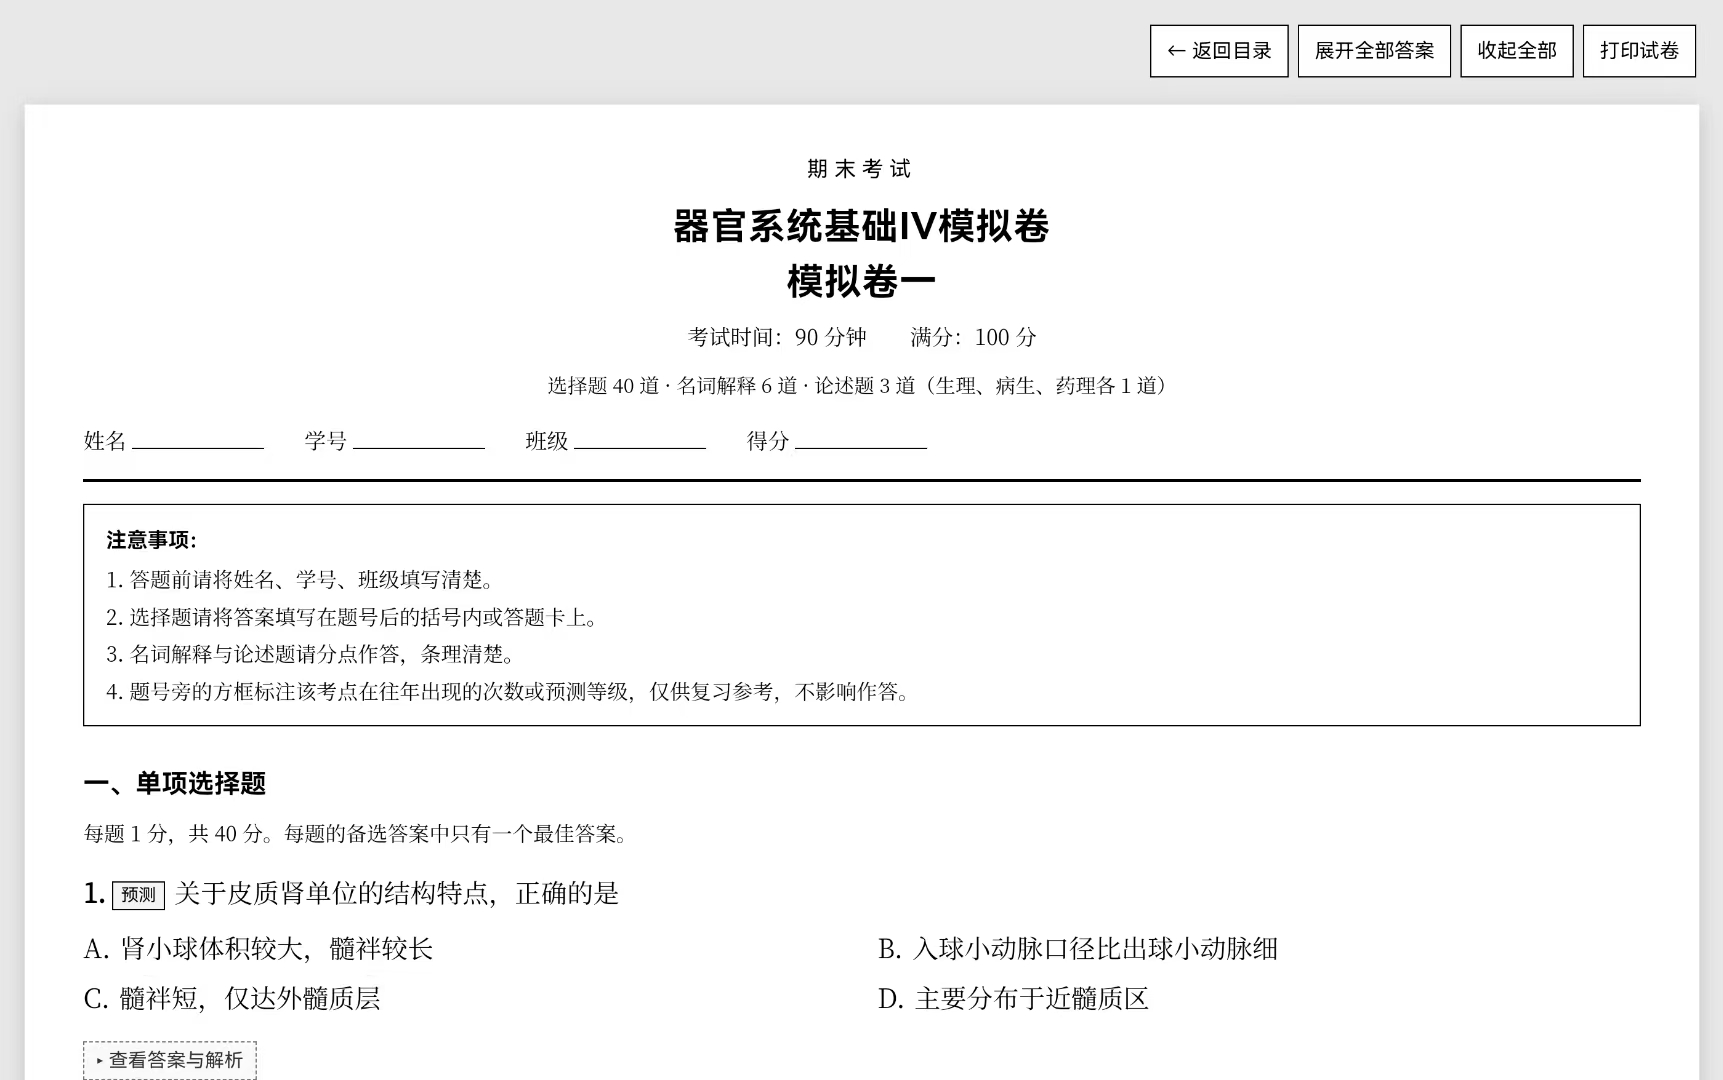 ← 返回目录 展开全部答案 收起全部 打印试卷
期末考试
器官系统基础IV模拟卷
模拟卷一
考试时间：90 分钟 满分：100 分
选择题 40 道 · 名词解释 6 道 · 论述题 3 道（生理、病生、药理各 1 道）
姓名 学号 班级 得分
注意事项：
1. 答题前请将姓名、学号、班级填写清楚。
2. 选择题请将答案填写在题号后的括号内或答题卡上。
3. 名词解释与论述题请分点作答，条理清楚。
4. 题号旁的方框标注该考点在往年出现的次数或预测等级，仅供复习参考，不影响作答。
一、单项选择题
每题 1 分，共 40 分。每题的备选答案中只有一个最佳答案。
1. 预测 关于皮质肾单位的结构特点，正确的是
A. 肾小球体积较大，髓袢较长 B. 入球小动脉口径比出球小动脉细
C. 髓袢短，仅达外髓质层 D. 主要分布于近髓质区
▸ 查看答案与解析